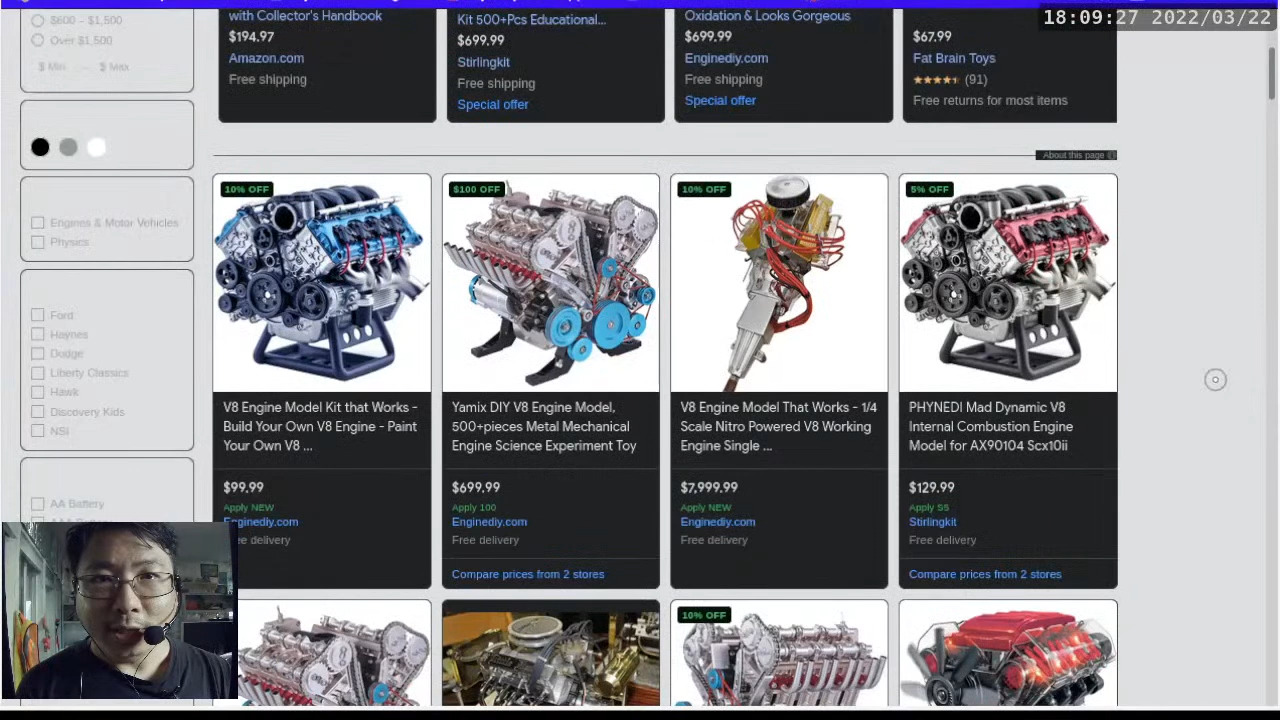 18:09:27 2022/03/22
$600 – $1,500
Over $1,500
$ Min — $ Max
with Collector's Handbook
$194.97
Amazon.com
Free shipping
Kit 500+Pcs Educational...
$699.99
Stirlingkit
Free shipping
Special offer
Oxidation & Looks Gorgeous
$699.99
Enginediy.com
Free shipping
Special offer
$67.99
Fat Brain Toys
(91)
Free returns for most items
About this page
Engines & Motor Vehicles
Physics
Ford
Haynes
Dodge
Liberty Classics
Hawk
Discovery Kids
NSI
AA Battery
10% OFF
V8 Engine Model Kit that Works -
Build Your Own V8 Engine - Paint
Your Own V8 ...
$99.99
Apply NEW
Enginediy.com
Free delivery
$100 OFF
Yamix DIY V8 Engine Model,
500+pieces Metal Mechanical
Engine Science Experiment Toy
$699.99
Apply 100
Enginediy.com
Free delivery
Compare prices from 2 stores
10% OFF
V8 Engine Model That Works - 1/4
Scale Nitro Powered V8 Working
Engine Single ...
$7,999.99
Apply NEW
Enginediy.com
Free delivery
5% OFF
PHYNEDI Mad Dynamic V8
Internal Combustion Engine
Model for AX90104 Scx10ii
$129.99
Apply S5
Stirlingkit
Free delivery
Compare prices from 2 stores
10% OFF